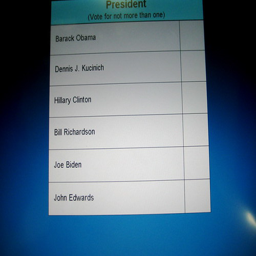 President
(Vote for not more than one)
Barack Obama
Dennis J. Kucinich
Hillary Clinton
Bill Richardson
Joe Biden
John Edwards